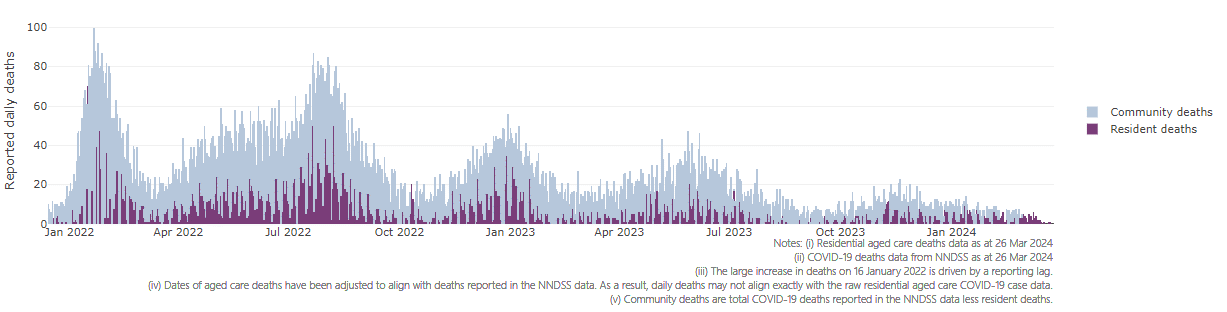 100
80
60
40
20
0
Reported daily deaths
Jan 2022
Apr 2022
Jul 2022
Oct 2022
Jan 2023
Apr 2023
Jul 2023
Oct 2023
Jan 2024
Community deaths
Resident deaths
Notes: (i) Residential aged care deaths data as at 26 Mar 2024
(ii) COVID-19 deaths data from NNDSS as at 26 Mar 2024
(iii) The large increase in deaths on 16 January 2022 is driven by a reporting lag.
(iv) Dates of aged care deaths have been adjusted to align with deaths reported in the NNDSS data. As a result, daily deaths may not align exactly with the raw residential aged care COVID-19 case data.
(v) Community deaths are total COVID-19 deaths reported in the NNDSS data less resident deaths.